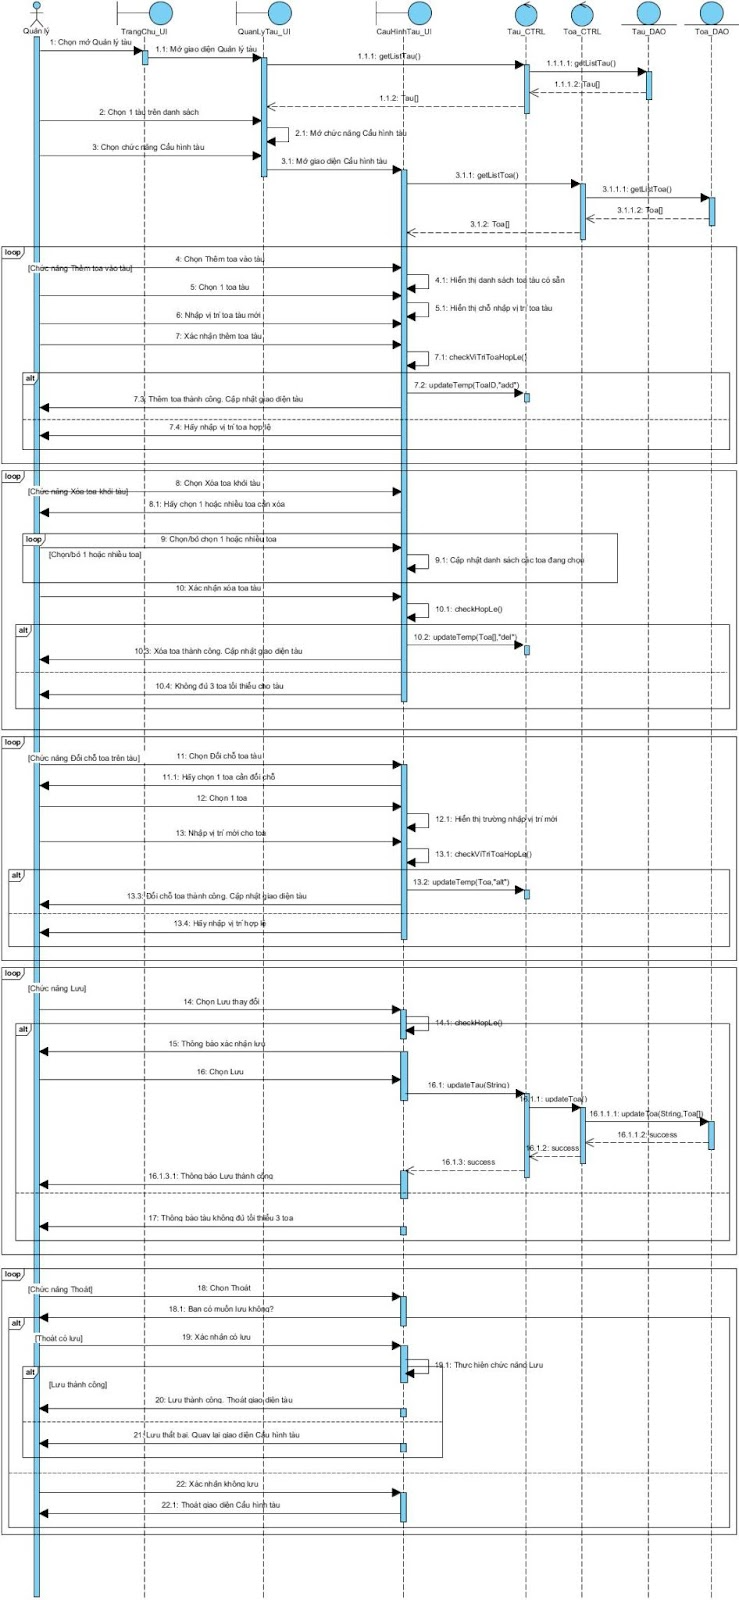 Quản lý
TrangChu_UI
QuanLyTau_UI
CauHinhTau_UI
Tau_CTRL
Toa_CTRL
Tau_DAO
Toa_DAO
1: Chọn mở Quản lý tàu
1.1: Mở giao diện Quản lý tàu
1.1.1: getListTau()
1.1.1.1: getListTau()
1.1.1.2: Tau[]
1.1.2: Tau[]
2: Chọn 1 tàu trên danh sách
2.1: Mở chức năng Cấu hình tàu
3: Chọn chức năng Cấu hình tàu
3.1: Mở giao diện Cấu hình tàu
3.1.1: getListToa()
3.1.1.1: getListToa()
3.1.1.2: Toa[]
3.1.2: Toa[]
loop
[Chức năng Thêm toa vào tàu]
4: Chọn Thêm toa vào tàu
4.1: Hiển thị danh sách toa tàu có sẵn
5: Chọn 1 toa tàu
5.1: Hiển thị chỗ nhập vị trí toa tàu
6: Nhập vị trí toa tàu mới
7: Xác nhận thêm toa tàu
7.1: checkViTriToaHopLe()
alt
7.2: updateTemp(ToaID,"add")
7.3: Thêm toa thành công. Cập nhật giao diện tàu
7.4: Hãy nhập vị trí toa hợp lệ
loop
[Chức năng Xóa toa khỏi tàu]
8: Chọn Xóa toa khỏi tàu
8.1: Hãy chọn 1 hoặc nhiều toa cần xóa
loop
[Chọn/bỏ 1 hoặc nhiều toa]
9: Chọn/bỏ chọn 1 hoặc nhiều toa
9.1: Cập nhật danh sách các toa đang chọn
10: Xác nhận xóa toa tàu
10.1: checkHopLe()
alt
10.2: updateTemp(Toa[],"del")
10.3: Xóa toa thành công. Cập nhật giao diện tàu
10.4: Không đủ 3 toa tối thiểu cho tàu
loop
[Chức năng Đổi chỗ toa trên tàu]
11: Chọn Đổi chỗ toa tàu
11.1: Hãy chọn 1 toa cần đổi chỗ
12: Chọn 1 toa
12.1: Hiển thị trường nhập vị trí mới
13: Nhập vị trí mới cho toa
13.1: checkViTriToaHopLe()
alt
13.2: updateTemp(Toa,"alt")
13.3: Đổi chỗ toa thành công. Cập nhật giao diện tàu
13.4: Hãy nhập vị trí hợp lệ
loop
[Chức năng Lưu]
14: Chọn Lưu thay đổi
14.1: checkHopLe()
alt
15: Thông báo xác nhận lưu
16: Chọn Lưu
16.1: updateTau(String)
16.1.1: updateToa()
16.1.1.1: updateToa(String,Toa[])
16.1.1.2: success
16.1.2: success
16.1.3: success
16.1.3.1: Thông báo Lưu thành công
17: Thông báo tàu không đủ tối thiểu 3 toa
loop
[Chức năng Thoát]
18: Chọn Thoát
18.1: Bạn có muốn lưu không?
alt
[Thoát có lưu]
19: Xác nhận có lưu
19.1: Thực hiện chức năng Lưu
alt
[Lưu thành công]
20: Lưu thành công. Thoát giao diện tàu
21: Lưu thất bại. Quay lại giao diện Cấu hình tàu
22: Xác nhận không lưu
22.1: Thoát giao diện Cấu hình tàu